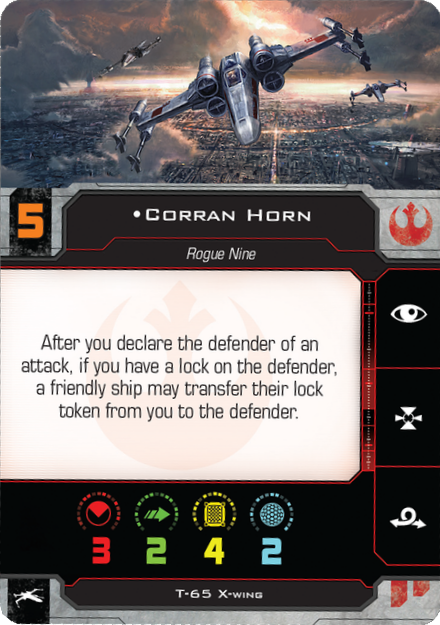 5
•Corran Horn
Rogue Nine
After you declare the defender of an
attack, if you have a lock on the defender,
a friendly ship may transfer their lock
token from you to the defender.
3 2 4 2
T-65 X-wing